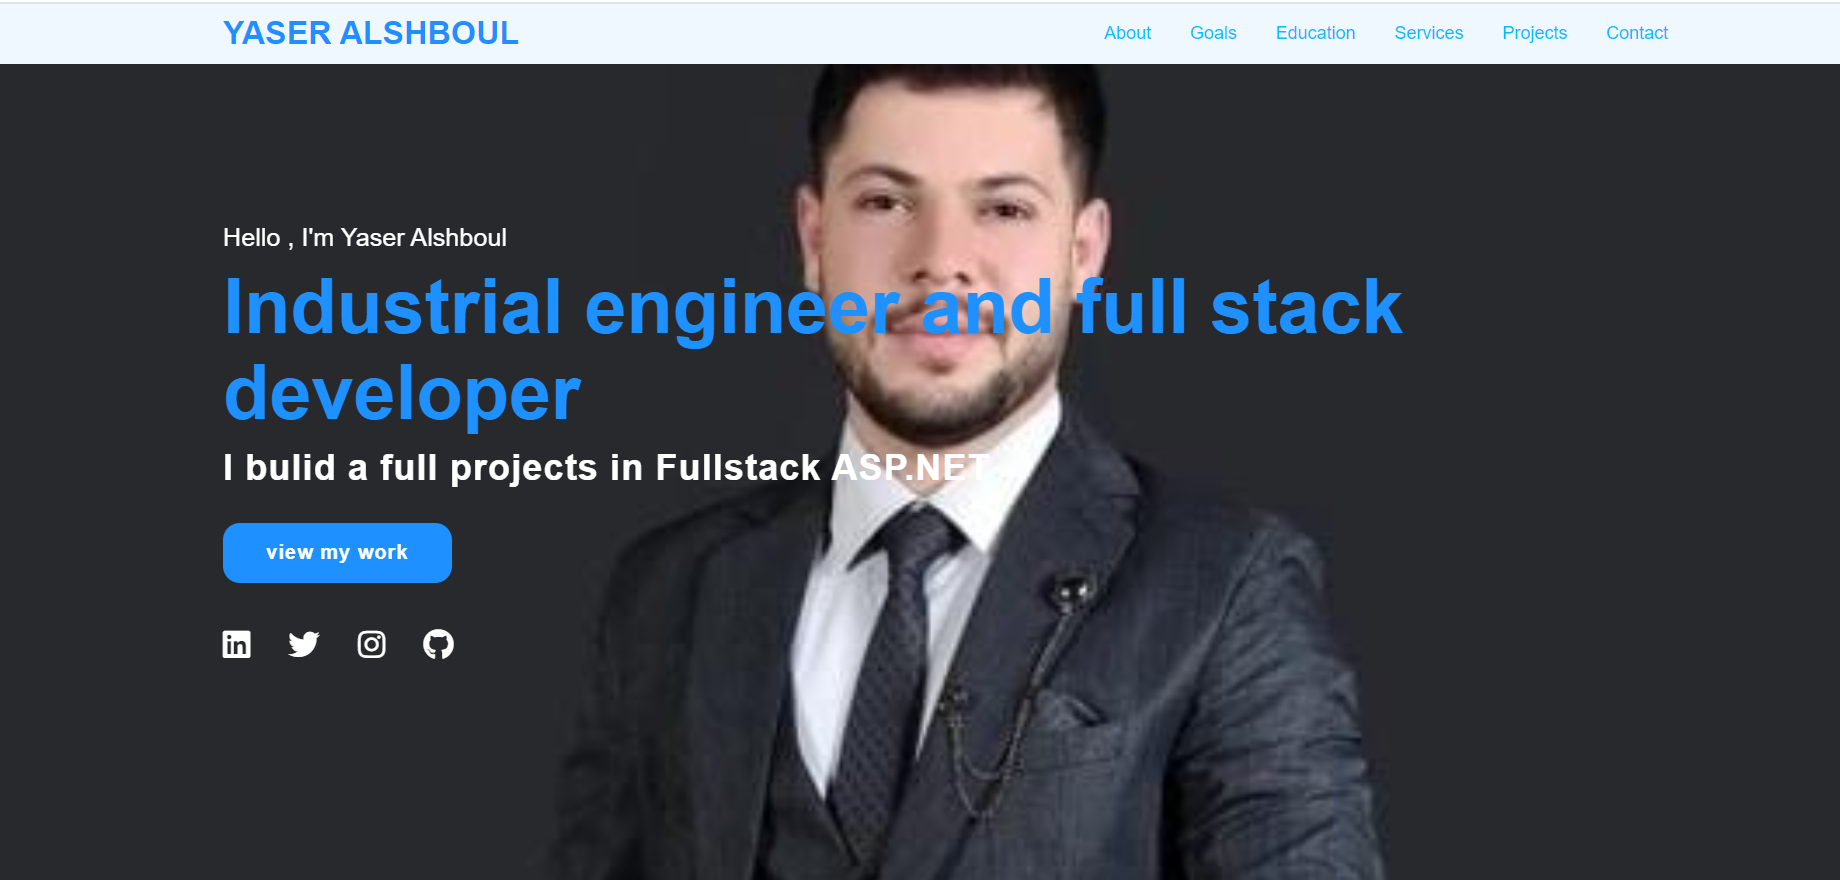 YASER ALSHBOUL
About Goals Education Services Projects Contact
Hello , I'm Yaser Alshboul
Industrial engineer and full stack
developer
I bulid a full projects in Fullstack ASP.NET
view my work
in